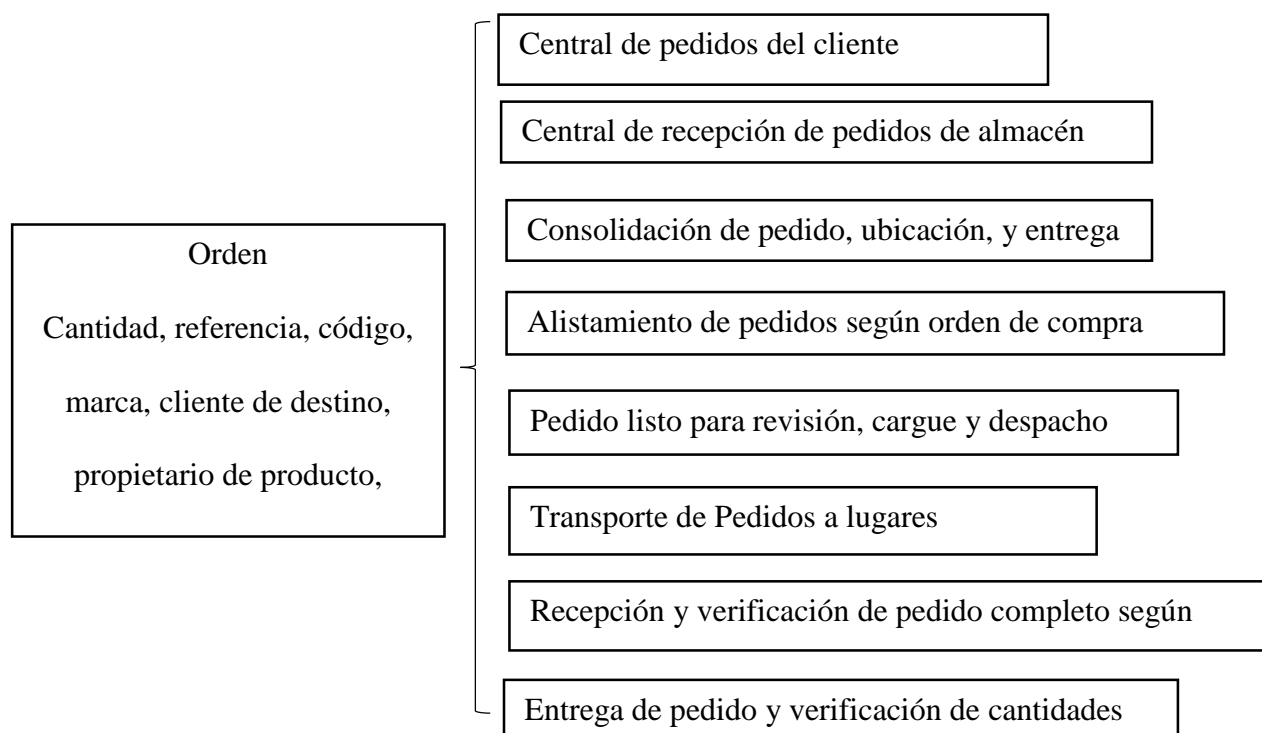 Orden
Cantidad, referencia, código,
marca, cliente de destino,
propietario de producto,
Central de pedidos del cliente
Central de recepción de pedidos de almacén
Consolidación de pedido, ubicación, y entrega
Alistamiento de pedidos según orden de compra
Pedido listo para revisión, cargue y despacho
Transporte de Pedidos a lugares
Recepción y verificación de pedido completo según
Entrega de pedido y verificación de cantidades